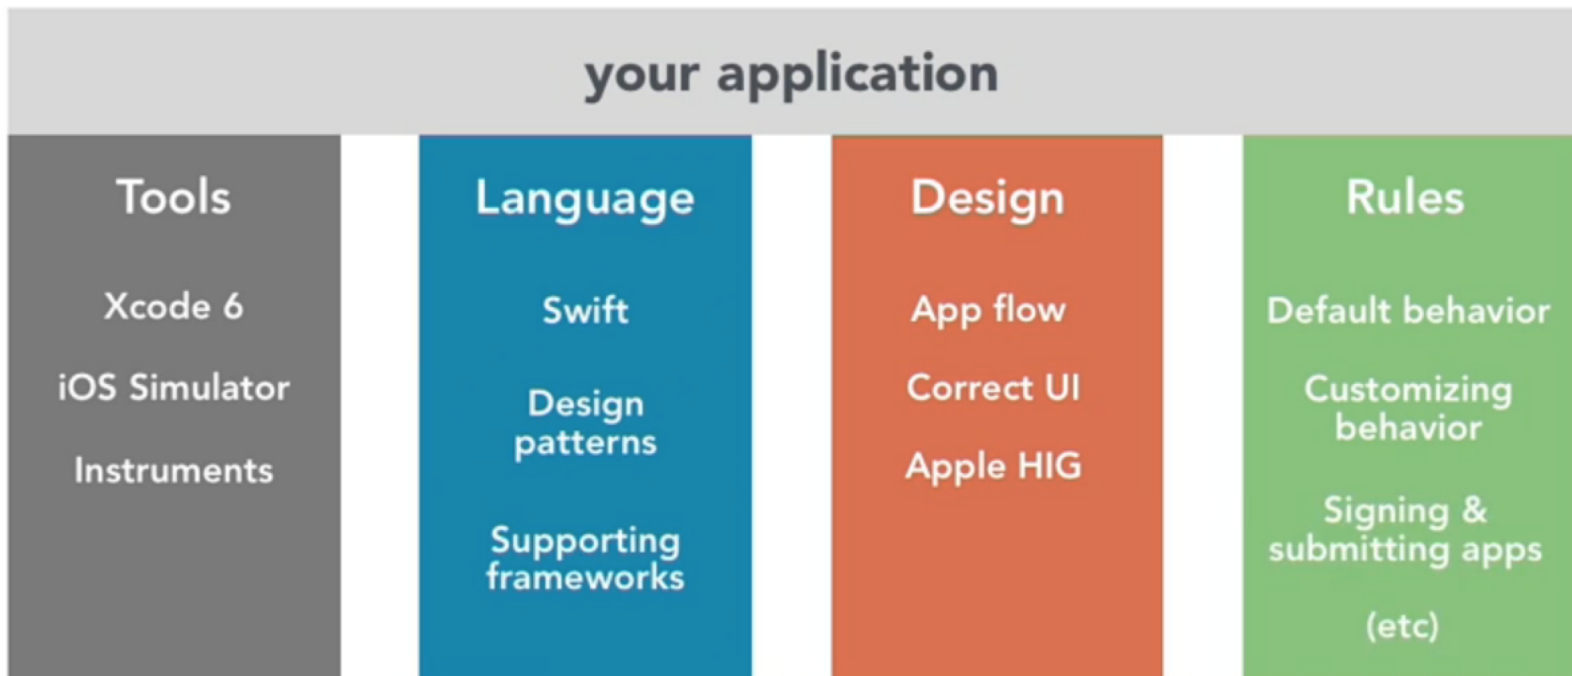 your application
Tools
Xcode 6
iOS Simulator
Instruments
Language
Swift
Design
patterns
Supporting
frameworks
Design
App flow
Correct UI
Apple HIG
Rules
Default behavior
Customizing
behavior
Signing &
submitting apps
(etc)